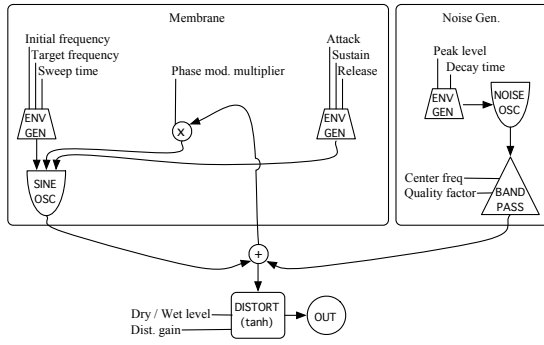 Membrane
Noise Gen.
Initial frequency
Target frequency
Sweep time
Phase mod. multiplier
Attack
Sustain
Release
Peak level
Decay time
ENV
GEN
X
ENV
GEN
ENV
GEN
NOISE
OSC
SINE
OSC
Center freq
Quality factor
BAND
PASS
+
Dry / Wet level
Dist. gain
DISTORT
(tanh)
OUT